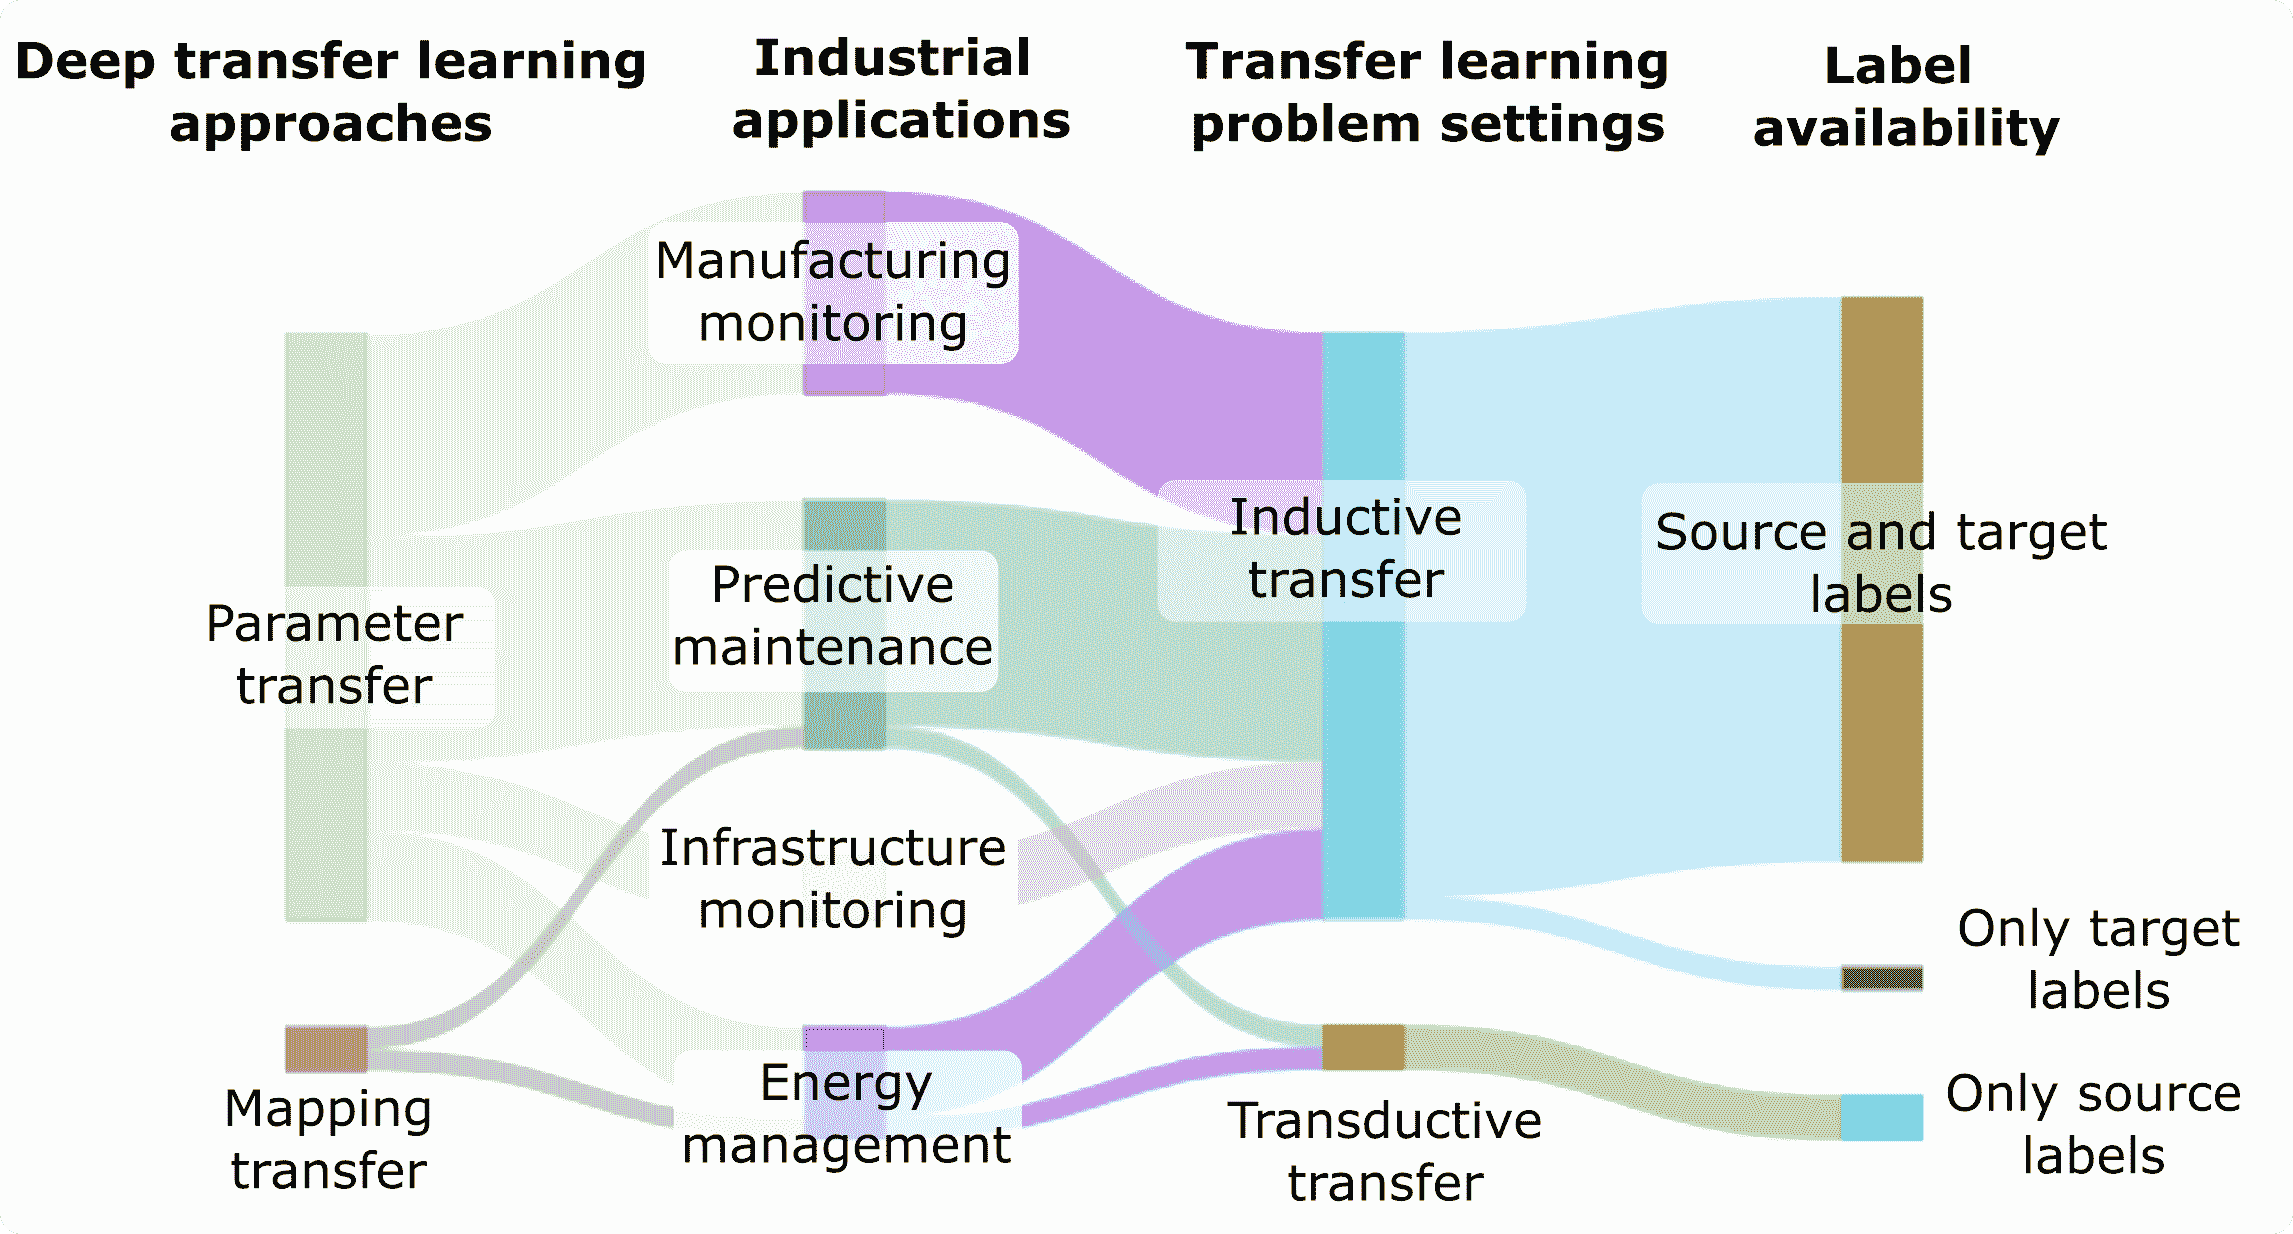 Deep transfer learning
approaches
Industrial
applications
Transfer learning
problem settings
Label
availability
Parameter
transfer
Mapping
transfer
Manufacturing
monitoring
Predictive
maintenance
Infrastructure
monitoring
Energy
management
Inductive
transfer
Transductive
transfer
Source and target
labels
Only target
labels
Only source
labels